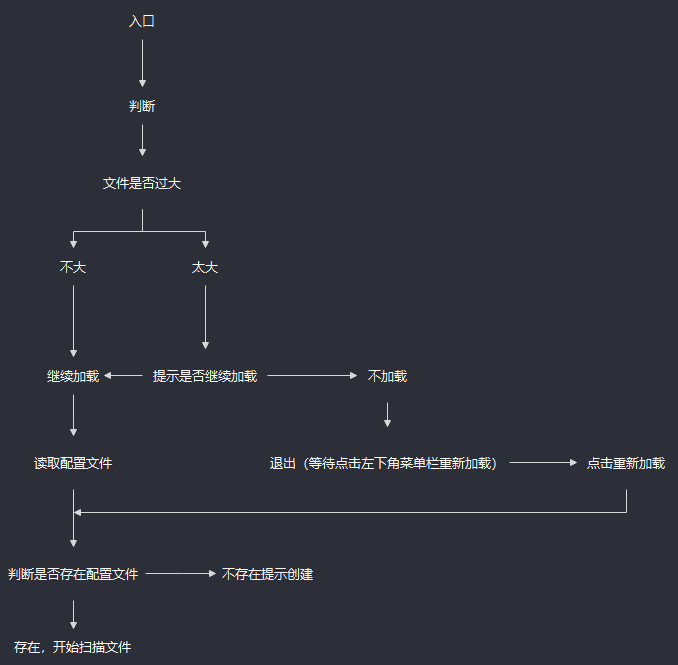 入口
判断
文件是否过大
不大
太大
继续加载
提示是否继续加载
不加载
读取配置文件
退出（等待点击左下角菜单栏重新加载）
点击重新加载
判断是否存在配置文件
不存在提示创建
存在，开始扫描文件